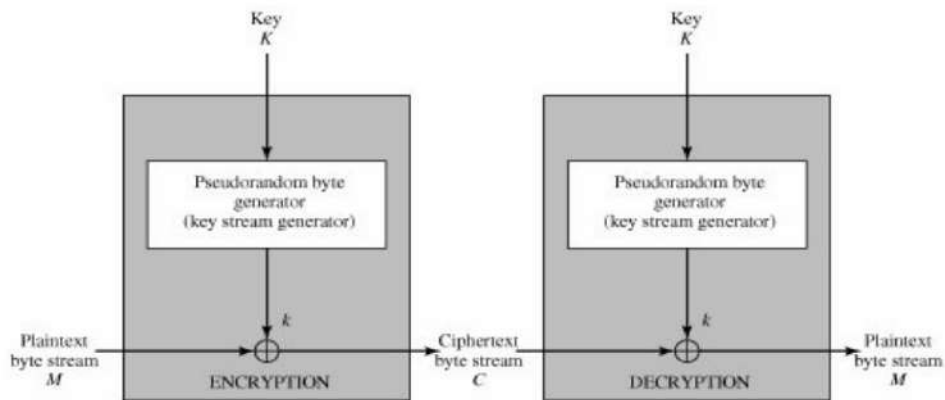 Key
K
Key
K
Pseudorandom byte
generator
(key stream generator)
Pseudorandom byte
generator
(key stream generator)
k
k
Plaintext
byte stream
M
Ciphertext
byte stream
C
Plaintext
byte stream
M
ENCRYPTION
DECRYPTION